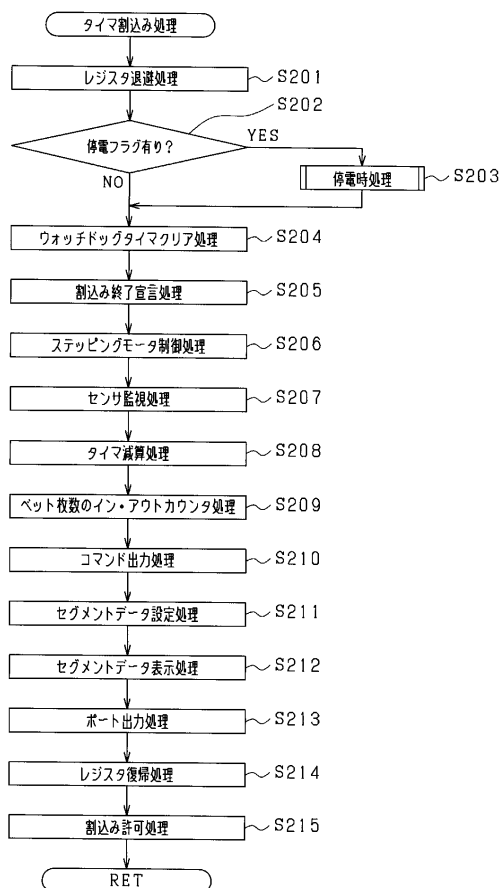 タイマ割込み処理
レジスタ退避処理
S201
S202
停電フラグ有り?
YES
NO
停電時処理
S203
ウォッチドッグタイマクリア処理
S204
割込み終了宣言処理
S205
ステッピングモータ制御処理
S206
センサ監視処理
S207
タイマ減算処理
S208
ベット枚数のイン・アウトカウンタ処理
S209
コマンド出力処理
S210
セグメントデータ設定処理
S211
セグメントデータ表示処理
S212
ポート出力処理
S213
レジスタ復帰処理
S214
割込み許可処理
S215
RET